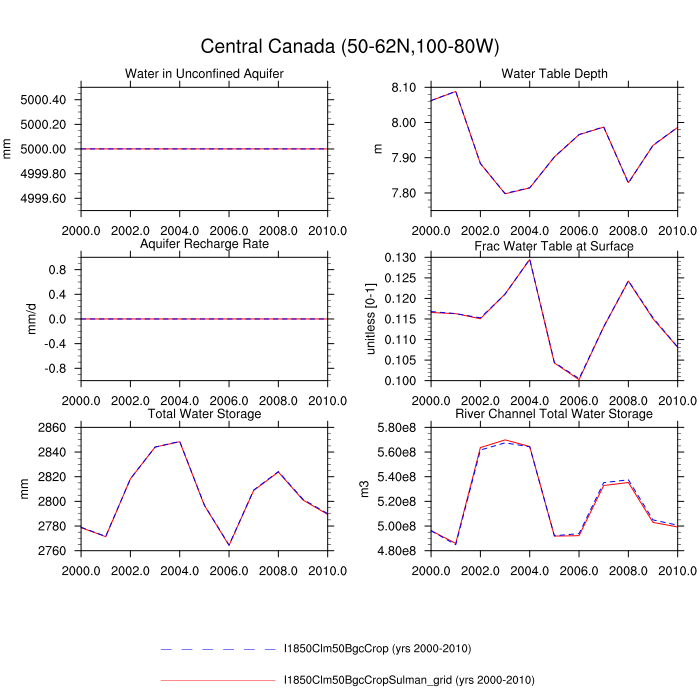 Central Canada (50-62N,100-80W)
Water in Unconfined Aquifer
Water Table Depth
5000.40
5000.20
5000.00
4999.80
4999.60
mm
2000.0 2002.0 2004.0 2006.0 2008.0 2010.0
8.10
8.00
7.90
7.80
m
2000.0 2002.0 2004.0 2006.0 2008.0 2010.0
Aquifer Recharge Rate
Frac Water Table at Surface
0.8
0.4
0.0
-0.4
-0.8
mm/d
2000.0 2002.0 2004.0 2006.0 2008.0 2010.0
0.130
0.125
0.120
0.115
0.110
0.105
0.100
unitless [0-1]
2000.0 2002.0 2004.0 2006.0 2008.0 2010.0
Total Water Storage
River Channel Total Water Storage
2860
2840
2820
2800
2780
2760
mm
2000.0 2002.0 2004.0 2006.0 2008.0 2010.0
5.80e8
5.60e8
5.40e8
5.20e8
5.00e8
4.80e8
m3
2000.0 2002.0 2004.0 2006.0 2008.0 2010.0
I1850Clm50BgcCrop (yrs 2000-2010)
I1850Clm50BgcCropSulman_grid (yrs 2000-2010)